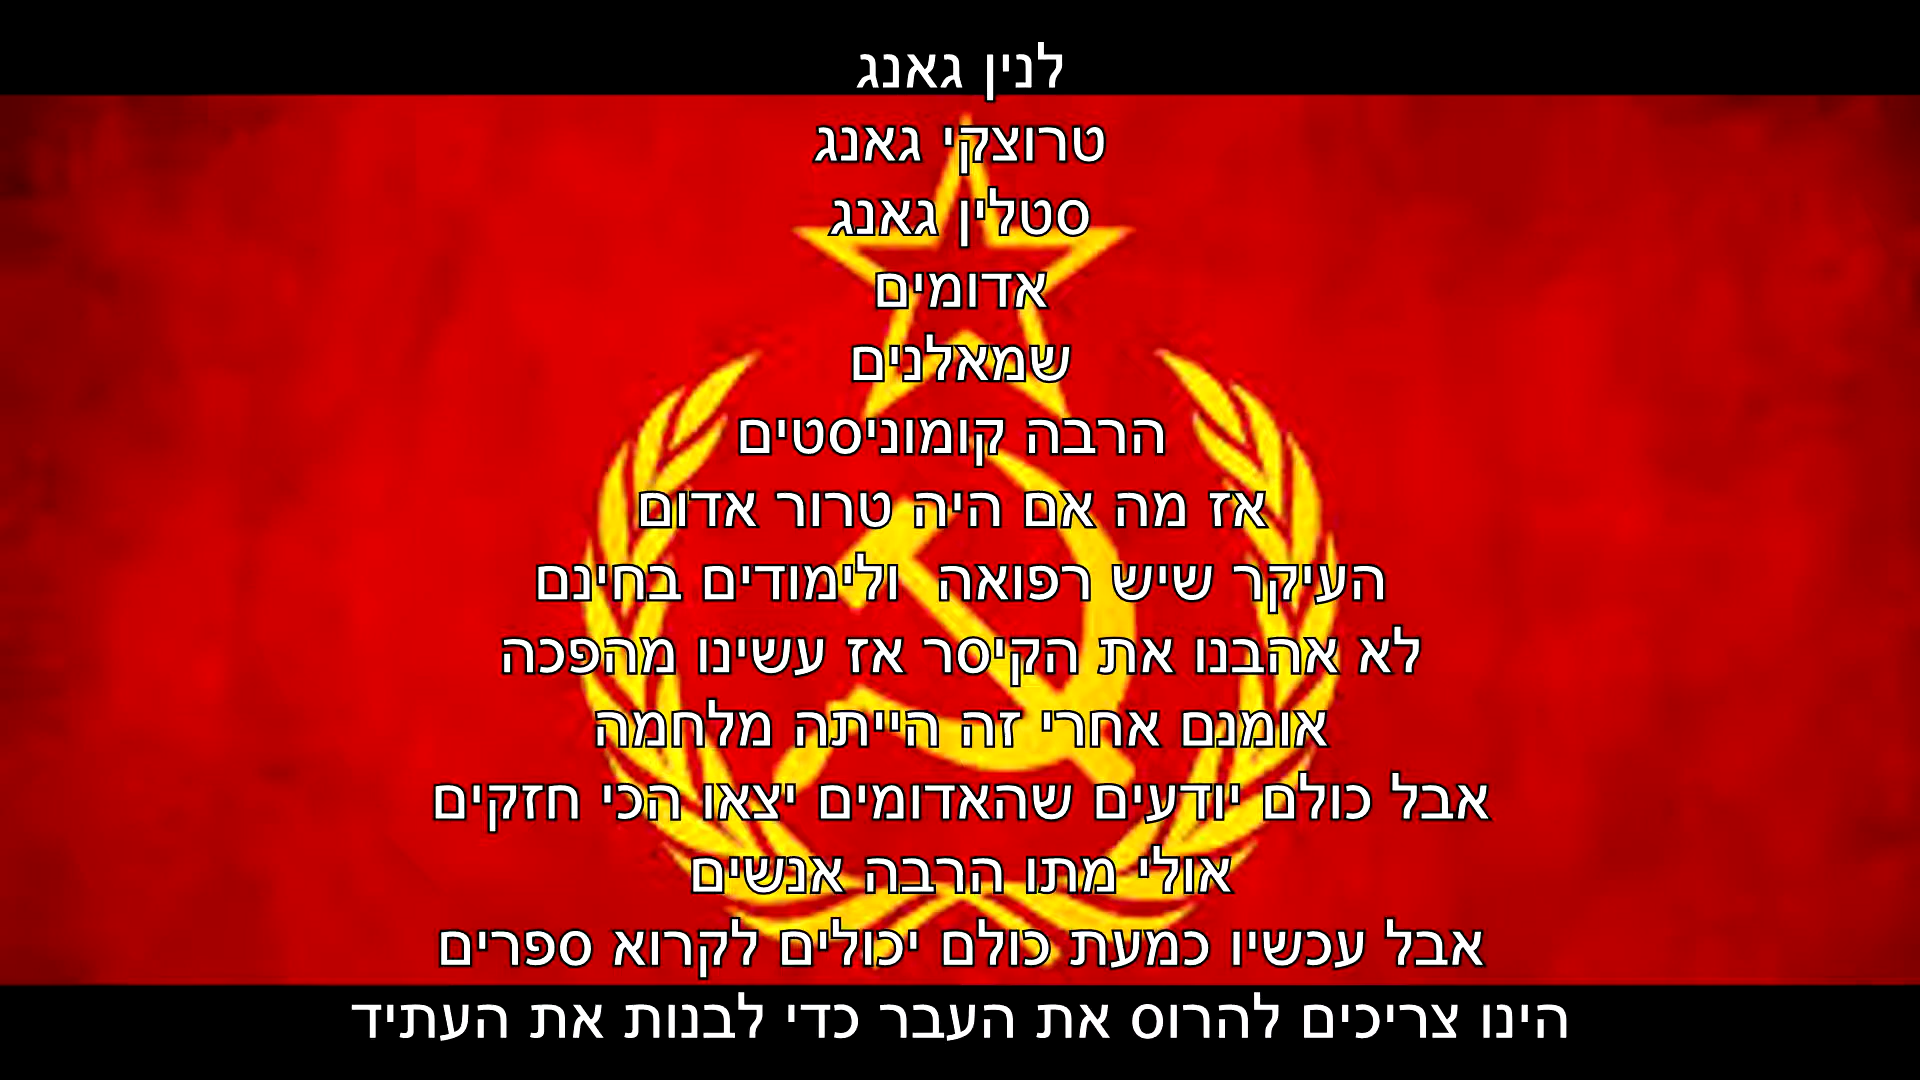 לנין גאנג
טרוצקי גאנג
סטלין גאנג
אדומים
שמאלנים
הרבה קומוניסטים
אז מה אם היה טרור אדום
העיקר שיש רפואה  ולימודים בחינם
לא אהבנו את הקיסר אז עשינו מהפכה
אומנם אחרי זה הייתה מלחמה
אבל כולם יודעים שהאדומים יצאו הכי חזקים
אולי מתו הרבה אנשים
אבל עכשיו כמעת כולם יכולים לקרוא ספרים
הינו צריכים להרוס את העבר כדי לבנות את העתיד